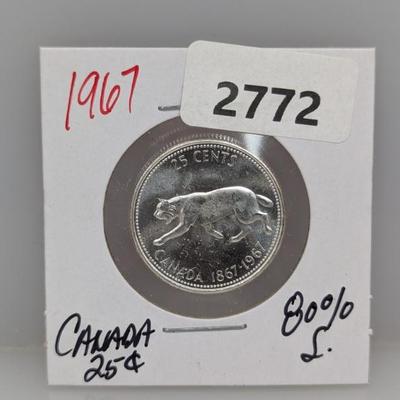 1967
2772
25 CENTS
CANADA 1867-1967
CANADA
25¢
80%
S.